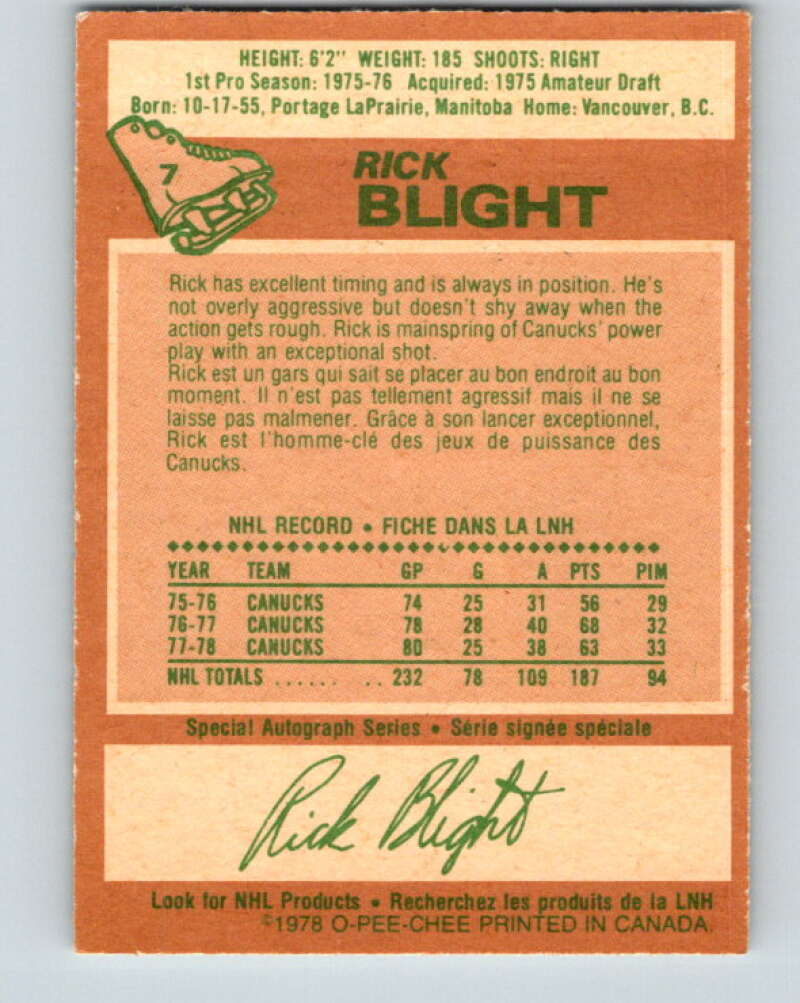 HEIGHT: 6'2" WEIGHT: 185 SHOOTS: RIGHT
1st Pro Season: 1975-76 Acquired: 1975 Amateur Draft
Born: 10-17-55, Portage LaPrairie, Manitoba Home: Vancouver, B.C.
7
RICK
BLIGHT
Rick has excellent timing and is always in position. He's
not overly aggressive but doesn't shy away when the
action gets rough. Rick is mainspring of Canucks' power
play with an exceptional shot.
Rick est un gars qui sait se placer au bon endroit au bon
moment. Il n'est pas tellement agressif mais il ne se
laisse pas malmener. Grâce à son lancer exceptionnel,
Rick est l'homme-clé des jeux de puissance des
Canucks.
NHL RECORD • FICHE DANS LA LNH
YEAR TEAM GP G A PTS PIM
75-76 CANUCKS 74 25 31 56 29
76-77 CANUCKS 78 28 40 68 32
77-78 CANUCKS 80 25 38 63 33
NHL TOTALS ...... .. 232 78 109 187 94
Special Autograph Series • Série signée spéciale
Rick Blight
Look for NHL Products • Recherchez les produits de la LNH
©1978 O-PEE-CHEE PRINTED IN CANADA.